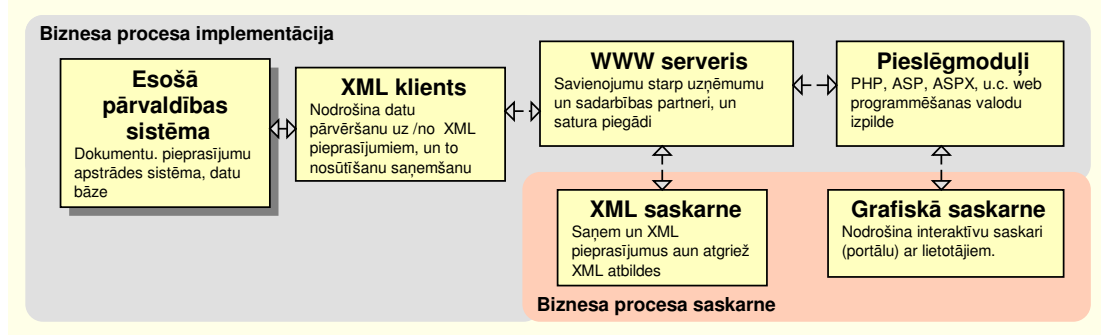 Biznesa procesa implementācija
Esošā
pārvaldības
sistēma
Dokumentu. pieprasījumu
apstrādes sistēma, datu
bāze
XML klients
Nodrošina datu
pārvēršanu uz /no XML
pieprasījumiem, un to
nosūtīšanu saņemšanu
WWW serveris
Savienojumu starp uzņēmumu
un sadarbības partneri, un
satura piegādi
Pieslēgmoduļi
PHP, ASP, ASPX, u.c. web
programmēšanas valodu
izpilde
XML saskarne
Saņem un XML
pieprasījumus aun atgriež
XML atbildes
Grafiskā saskarne
Nodrošina interaktīvu saskari
(portālu) ar lietotājiem.
Biznesa procesa saskarne